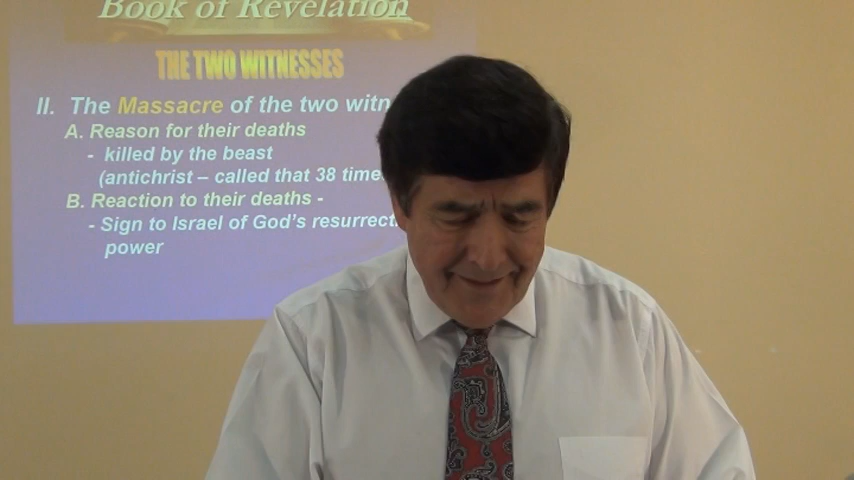 Book of Revelation
THE TWO WITNESSES
II. The Massacre of the two witn
A. Reason for their deaths
- killed by the beast
(antichrist – called that 38 time
B. Reaction to their deaths -
- Sign to Israel of God's resurrect
power